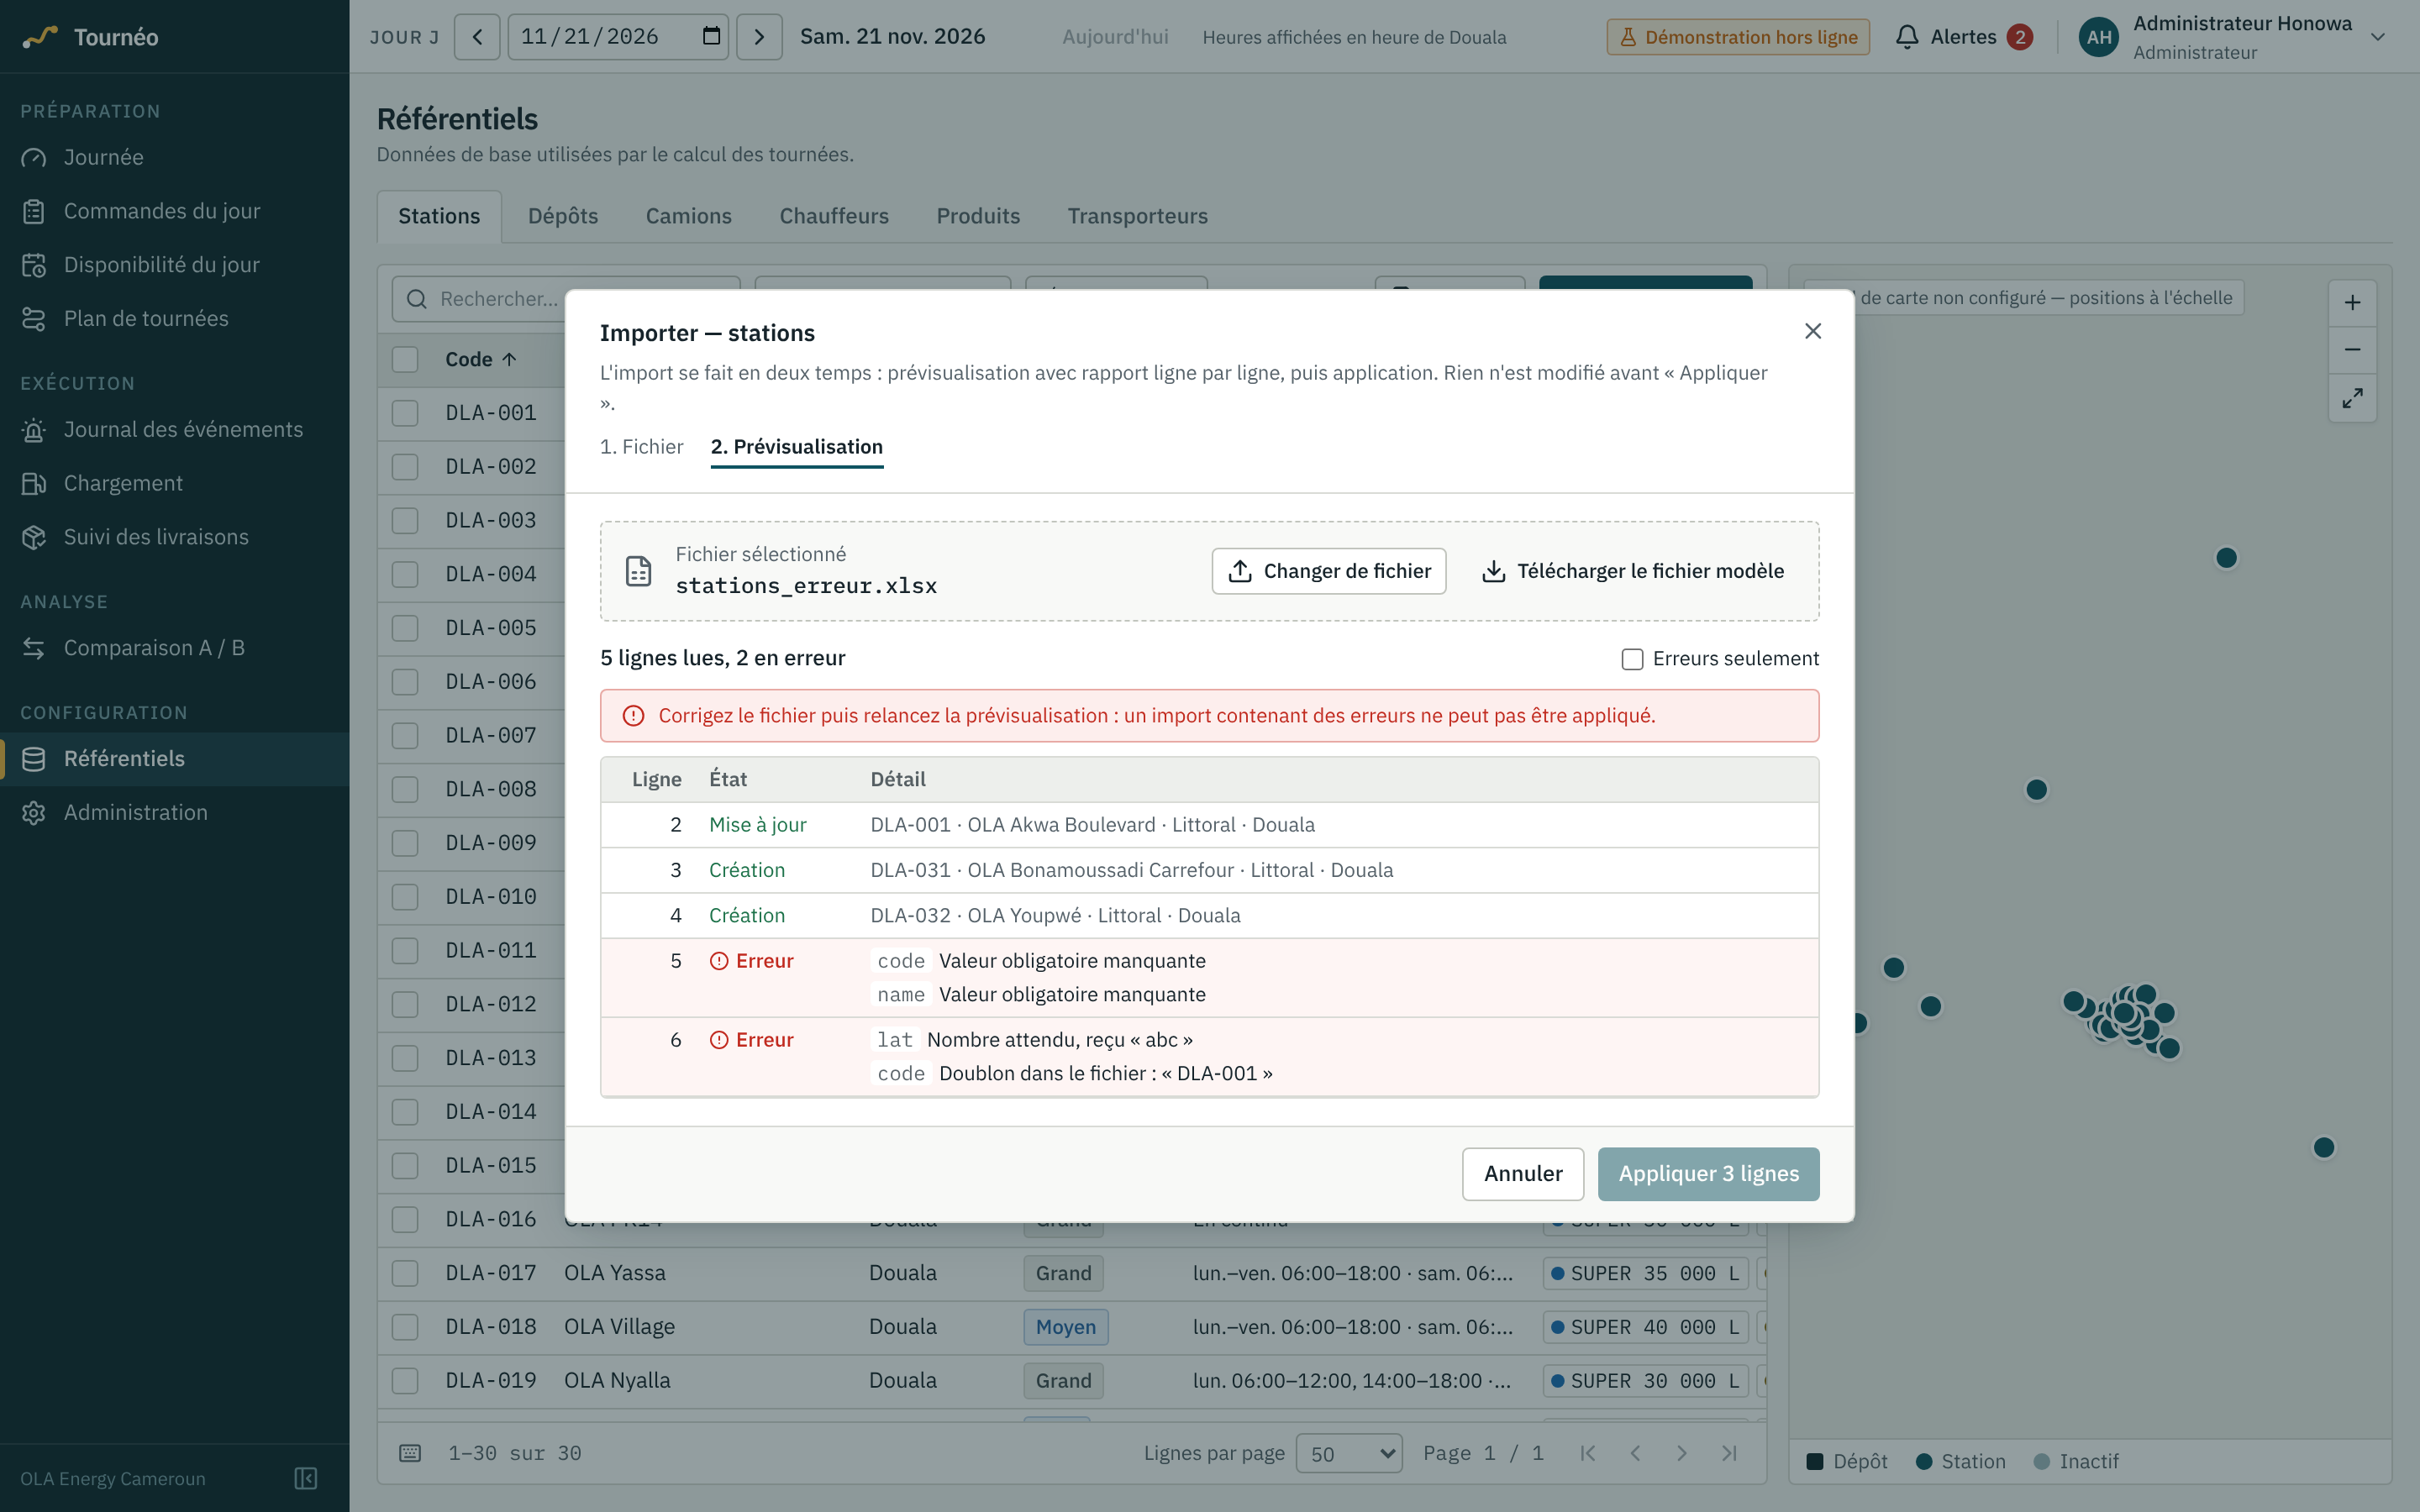 Tournéo
JOUR J
11/21/2026
Sam. 21 nov. 2026
Aujourd'hui
Heures affichées en heure de Douala
Démonstration hors ligne
Alertes 2
AH
Administrateur Honowa
Administrateur
PRÉPARATION
Journée
Commandes du jour
Disponibilité du jour
Plan de tournées
EXÉCUTION
Journal des événements
Chargement
Suivi des livraisons
ANALYSE
Comparaison A / B
CONFIGURATION
Référentiels
Administration
OLA Energy Cameroun
Référentiels
Données de base utilisées par le calcul des tournées.
Stations Dépôts Camions Chauffeurs Produits Transporteurs
Rechercher...
Code
DLA-001
DLA-002
DLA-003
DLA-004
DLA-005
DLA-006
DLA-007
DLA-008
DLA-009
DLA-010
DLA-011
DLA-012
DLA-013
DLA-014
DLA-015
DLA-016
DLA-017 OLA Yassa Douala Grand lun.–ven. 06:00–18:00 · sam. 06:... SUPER 35 000 L
DLA-018 OLA Village Douala Moyen lun.–ven. 06:00–18:00 · sam. 06:... SUPER 40 000 L
DLA-019 OLA Nyalla Douala Grand lun. 06:00–12:00, 14:00–18:00 ·... SUPER 30 000 L
1–30 sur 30
Lignes par page 50 Page 1 / 1
de carte non configuré — positions à l'échelle
Dépôt Station Inactif
Importer — stations
L'import se fait en deux temps : prévisualisation avec rapport ligne par ligne, puis application. Rien n'est modifié avant « Appliquer
».
1. Fichier 2. Prévisualisation
Fichier sélectionné
stations_erreur.xlsx
Changer de fichier
Télécharger le fichier modèle
5 lignes lues, 2 en erreur
Erreurs seulement
Corrigez le fichier puis relancez la prévisualisation : un import contenant des erreurs ne peut pas être appliqué.
Ligne État Détail
2 Mise à jour DLA-001 · OLA Akwa Boulevard · Littoral · Douala
3 Création DLA-031 · OLA Bonamoussadi Carrefour · Littoral · Douala
4 Création DLA-032 · OLA Youpwé · Littoral · Douala
5 Erreur code Valeur obligatoire manquante
name Valeur obligatoire manquante
6 Erreur lat Nombre attendu, reçu « abc »
code Doublon dans le fichier : « DLA-001 »
Annuler
Appliquer 3 lignes